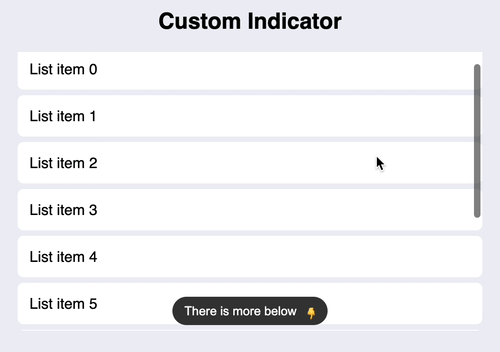 Custom Indicator
List item 0
List item 1
List item 2
List item 3
List item 4
List item 5
There is more below 👇